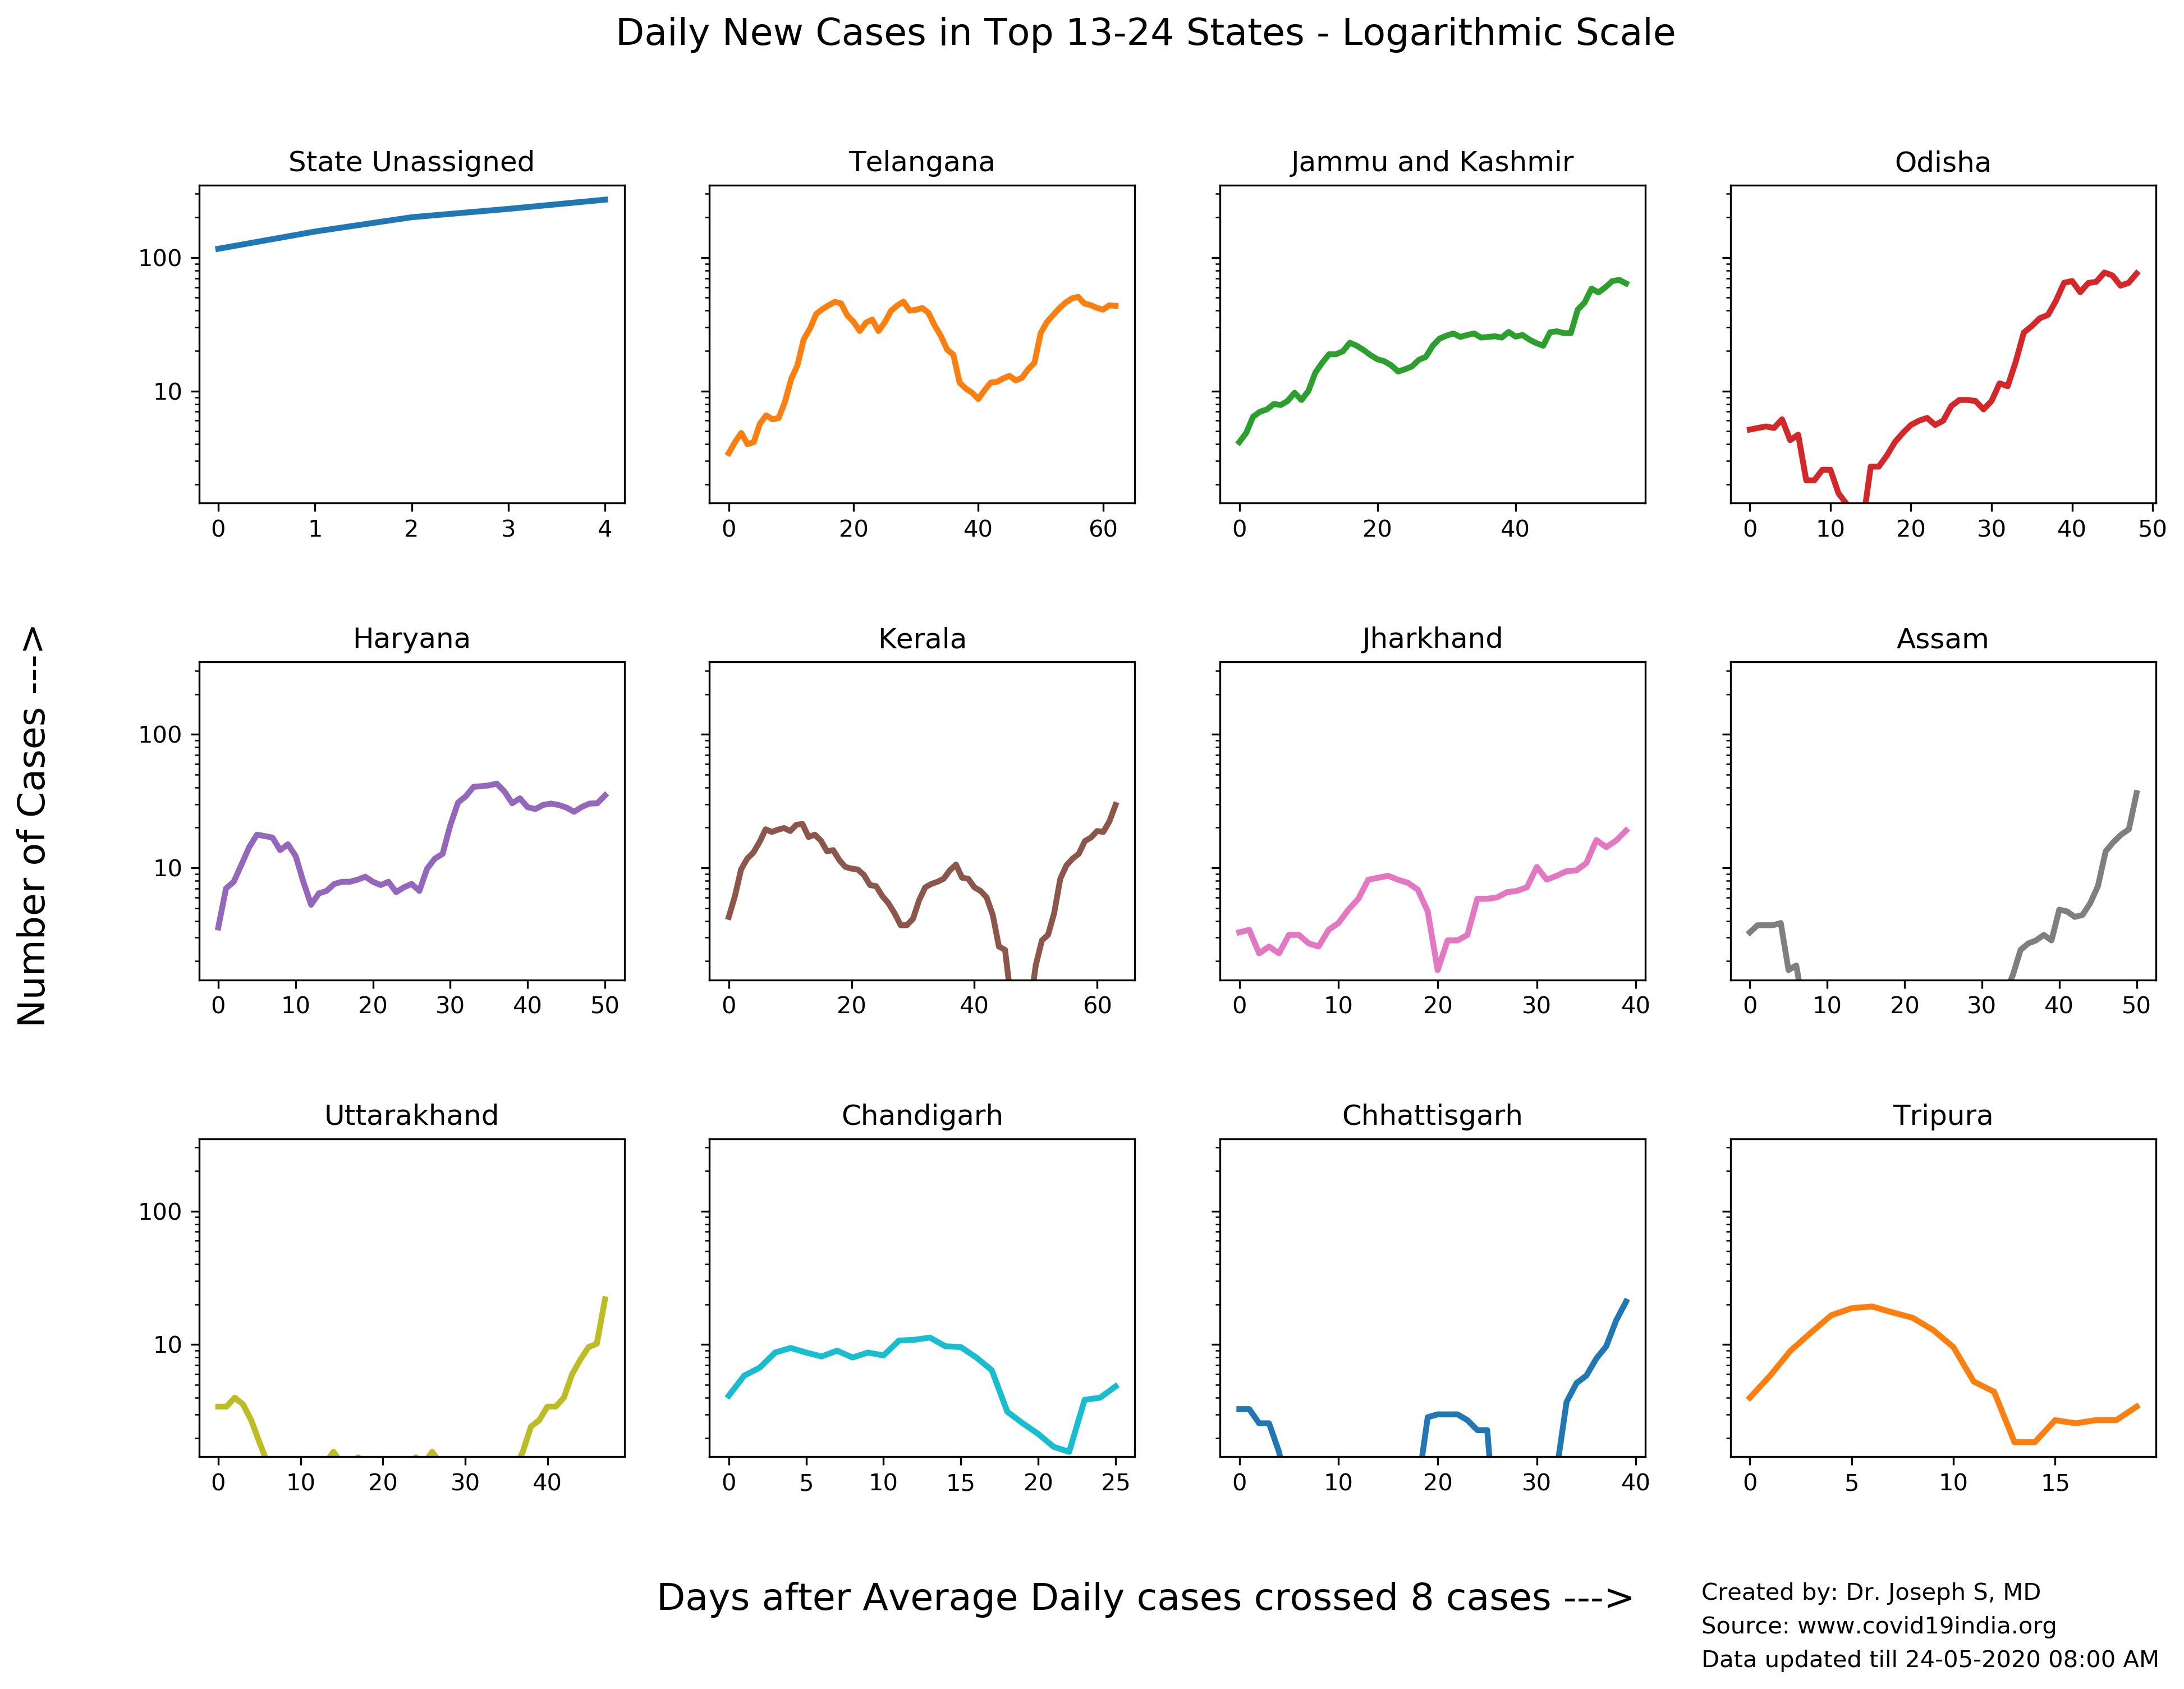 Daily New Cases in Top 13-24 States - Logarithmic Scale
State Unassigned
Telangana
Jammu and Kashmir
Odisha
100
10
0 1 2 3 4
0 20 40 60
0 20 40
0 10 20 30 40 50
Number of Cases --->
Haryana
Kerala
Jharkhand
Assam
100
10
0 10 20 30 40 50
0 20 40 60
0 10 20 30 40
0 10 20 30 40 50
Uttarakhand
Chandigarh
Chhattisgarh
Tripura
100
10
0 10 20 30 40
0 5 10 15 20 25
0 10 20 30 40
0 5 10 15
Days after Average Daily cases crossed 8 cases --->
Created by: Dr. Joseph S, MD
Source: www.covid19india.org
Data updated till 24-05-2020 08:00 AM